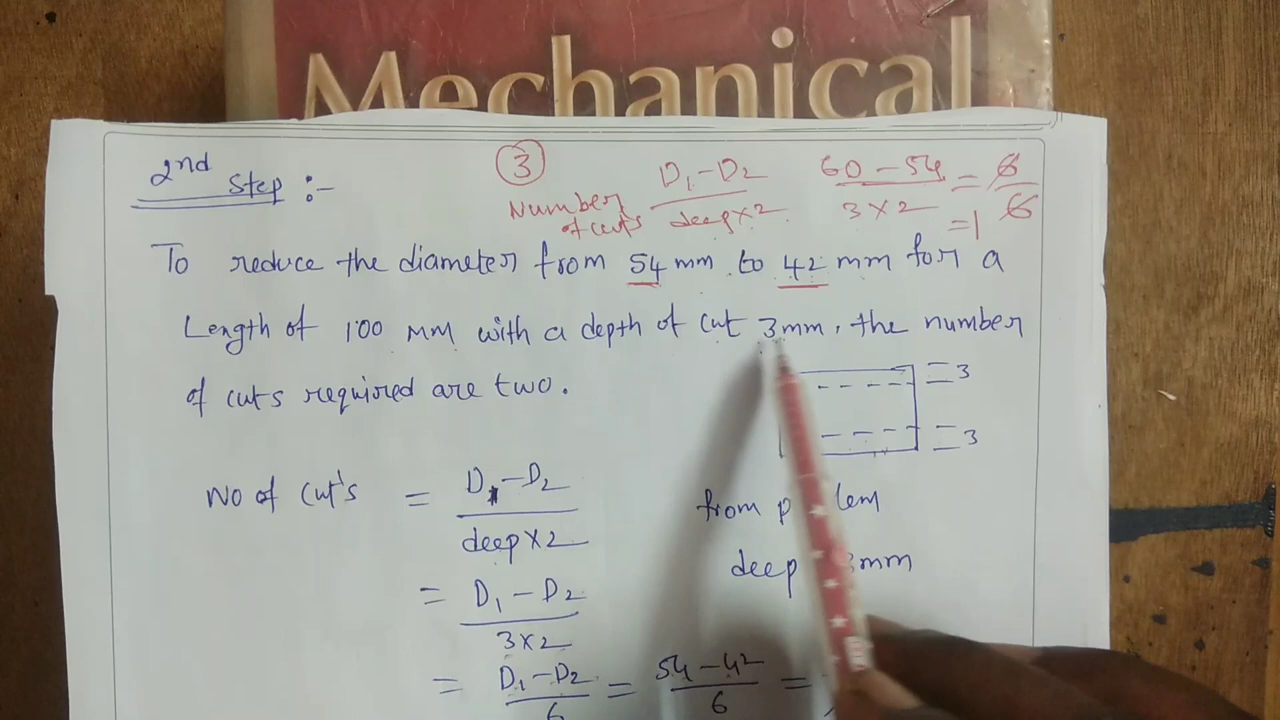 Mechanical
2nd Step :-
3
Number of cut's
D1-D2
deep×2
60-54
3×2
= 6
6
=1
To reduce the diameter from 54 mm to 42 mm for a
Length of 100 MM with a depth of cut 3mm, the number
of cuts required are two.
3
3
No of Cut's = D1-D2
deep×2
from
deep mm
= D1-D2
3×2
= D1-D2
6
= 54-42
6
=